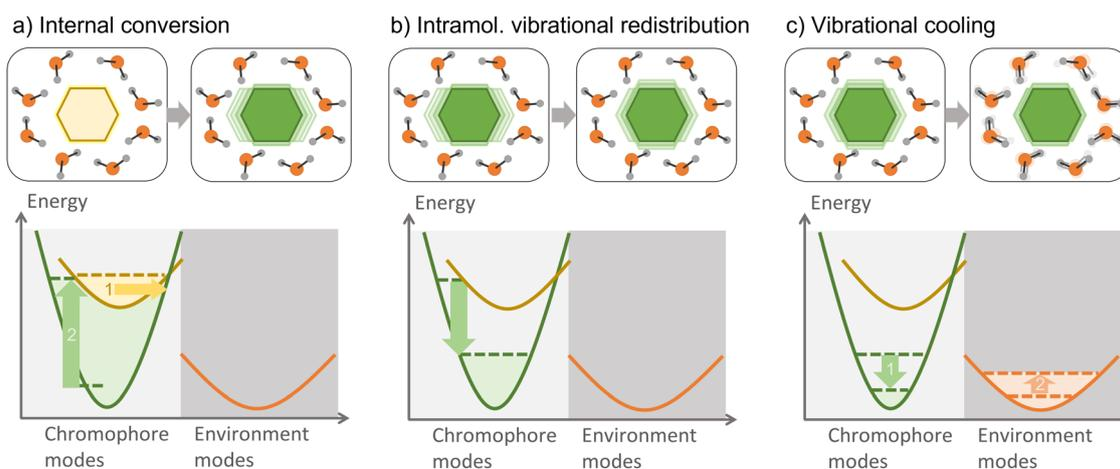 a) Internal conversion
b) Intramol. vibrational redistribution
c) Vibrational cooling
Energy
1
2
Chromophore
modes
Environment
modes
Energy
Chromophore
modes
Environment
modes
Energy
1
2
Chromophore
modes
Environment
modes